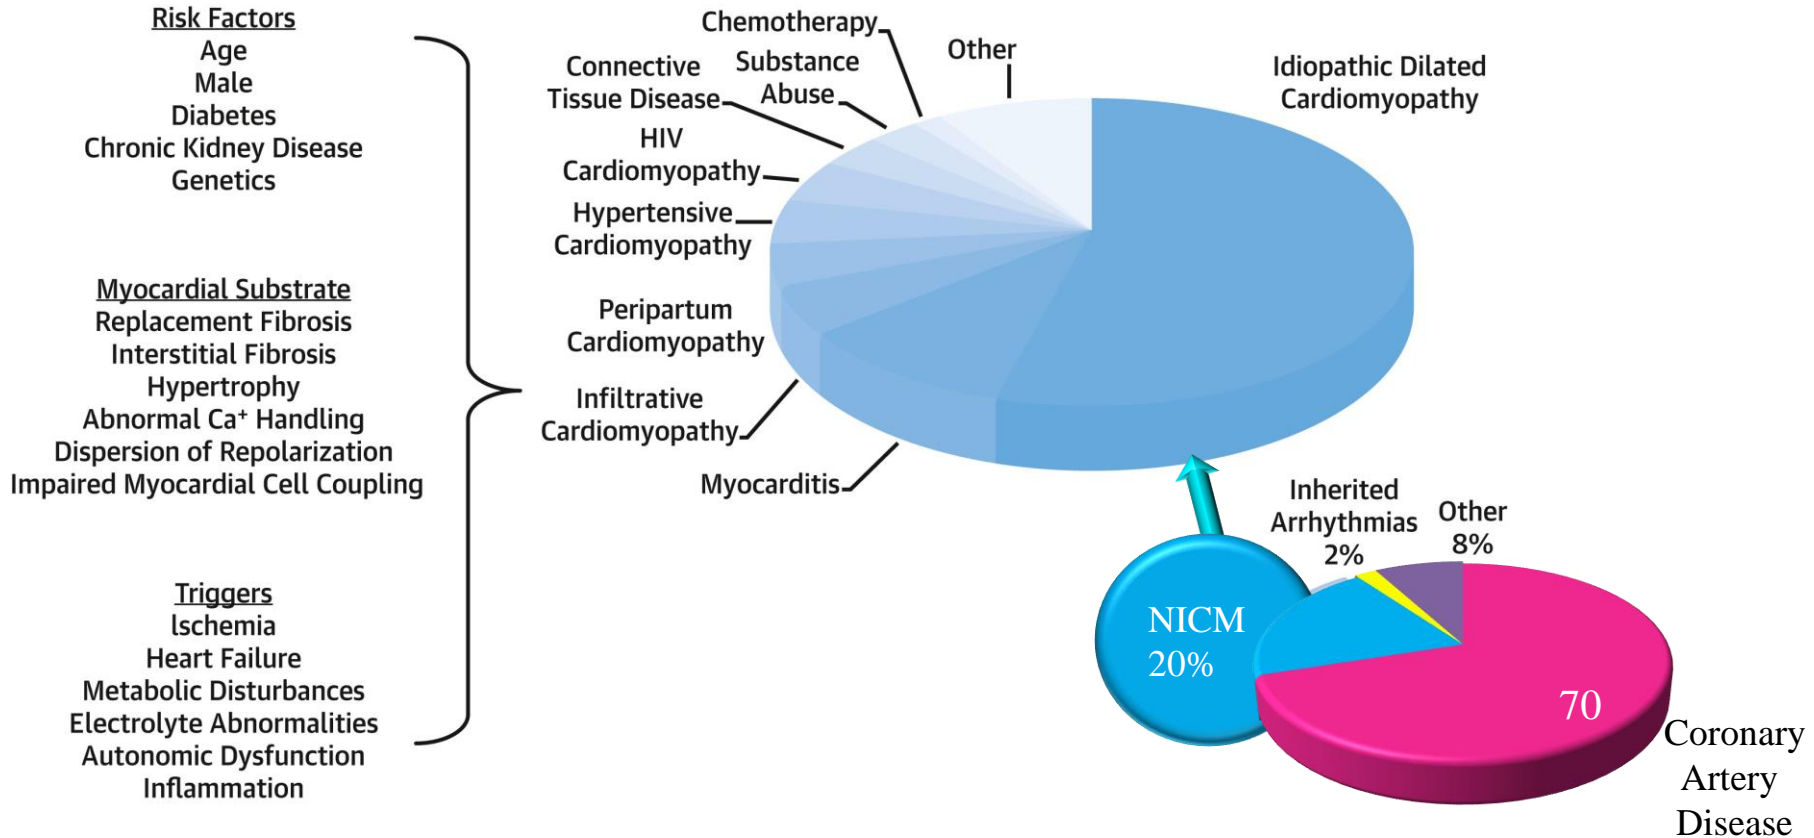 Risk Factors
Age
Male
Diabetes
Chronic Kidney Disease
Genetics
Myocardial Substrate
Replacement Fibrosis
Interstitial Fibrosis
Hypertrophy
Abnormal Ca⁺ Handling
Dispersion of Repolarization
Impaired Myocardial Cell Coupling
Triggers
Ischemia
Heart Failure
Metabolic Disturbances
Electrolyte Abnormalities
Autonomic Dysfunction
Inflammation
Chemotherapy
Substance
Abuse
Connective
Tissue Disease
HIV
Cardiomyopathy
Hypertensive
Cardiomyopathy
Peripartum
Cardiomyopathy
Infiltrative
Cardiomyopathy
Myocarditis
Other
Idiopathic Dilated
Cardiomyopathy
NICM
20%
Inherited
Arrhythmias
2%
Other
8%
70
Coronary
Artery
Disease